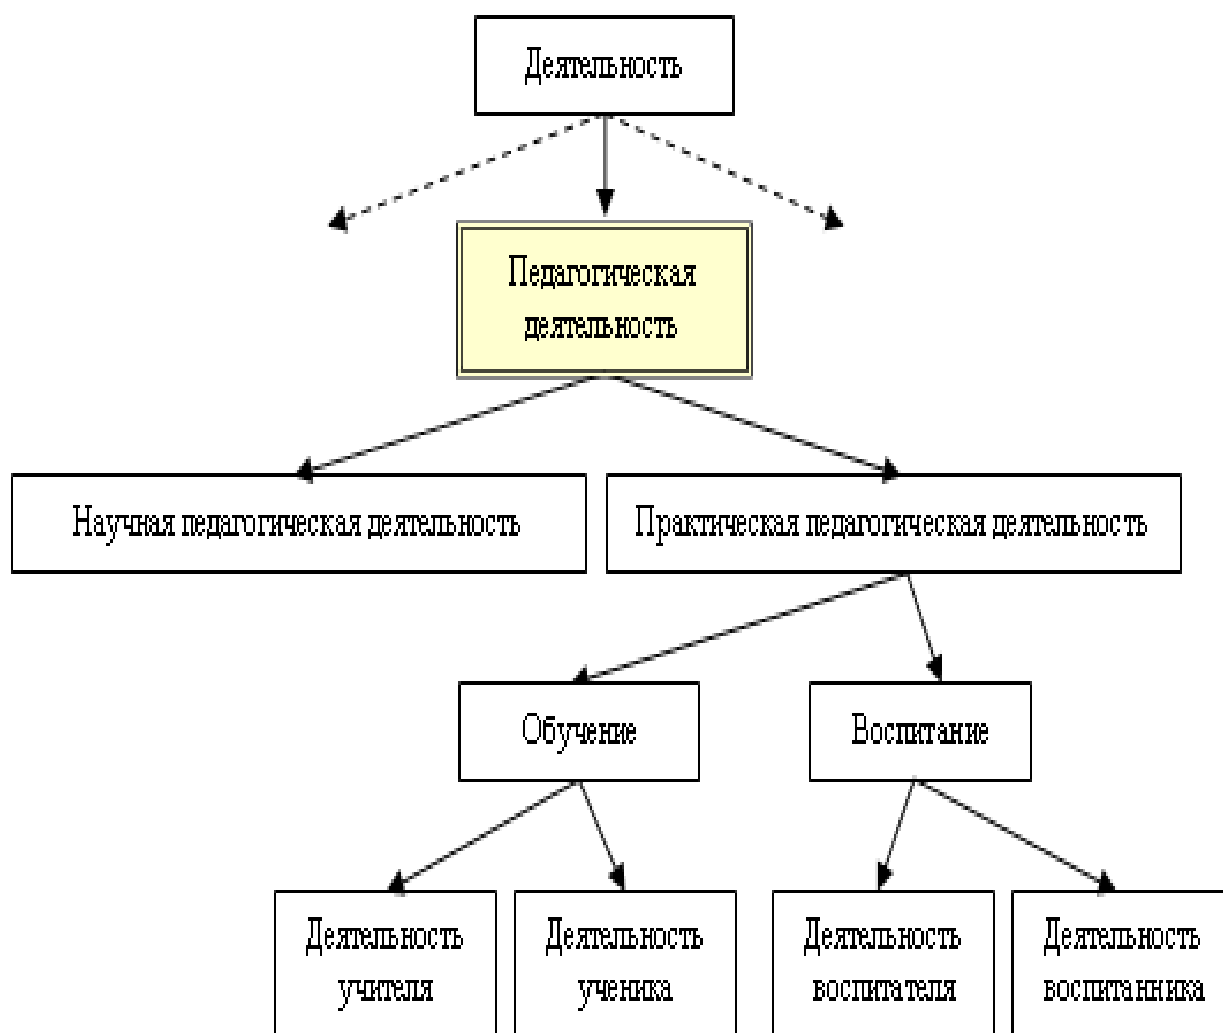 Деятельность
Педагогическая
деятельность
Научная педагогическая деятельность
Практическая педагогическая деятельность
Обучение
Воспитание
Деятельность
учителя
Деятельность
ученика
Деятельность
воспитателя
Деятельность
воспитанника